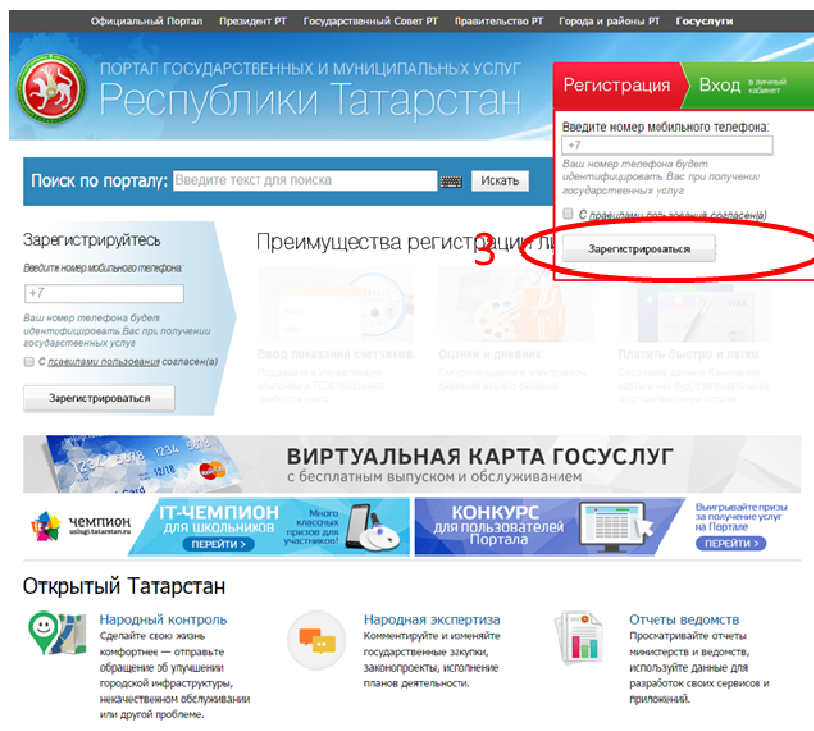 Официальный Портал Президент РТ Государственный Совет РТ Правительство РТ Города и районы РТ Госуслуги
ПОРТАЛ ГОСУДАРСТВЕННЫХ И МУНИЦИПАЛЬНЫХ УСЛУГ
Республики Татарстан
Регистрация Вход в личный кабинет
Введите номер мобильного телефона:
+7
Ваш номер телефона будет
идентифицировать Вас при получении
государственных услуг
С правилами пользования согласен(а)
Зарегистрироваться
3
Поиск по порталу: Введите текст для поиска Искать
Зарегистрируйтесь
Введите номер мобильного телефона:
+7
Ваш номер телефона будет
идентифицировать Вас при получении
государственных услуг
С правилами пользования согласен(а)
Зарегистрироваться
Преимущества регистрации ли
Ввод показаний счетчиков
Оценки и дневник
Платить быстро и легко
ВИРТУАЛЬНАЯ КАРТА ГОСУСЛУГ
с бесплатным выпуском и обслуживанием
чемпион
uslugi.tatarstan.ru
IT-ЧЕМПИОН
для школьников
ПЕРЕЙТИ >
Много
классных
призов для
участников!
КОНКУРС
для пользователей
Портала
Выигрывайте призы
за получение услуг
на Портале
ПЕРЕЙТИ >
Открытый Татарстан
Народный контроль
Сделайте свою жизнь
комфортнее — отправьте
обращение об улучшении
городской инфраструктуры,
некачественном обслуживании
или другой проблеме.
Народная экспертиза
Комментируйте и изменяйте
государственные закупки,
законопроекты, исполнение
планов деятельности.
Отчеты ведомств
Просматривайте отчеты
министерств и ведомств,
используйте данные для
разработок своих сервисов и
приложений.